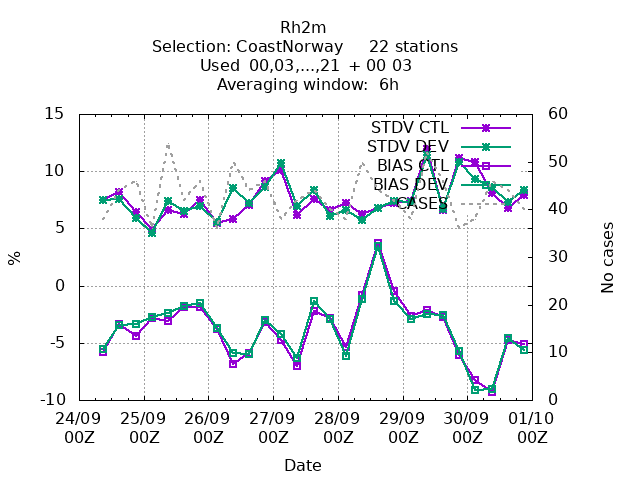 Rh2m
Selection: CoastNorway 22 stations
Used 00,03,...,21 + 00 03
Averaging window: 6h
15 60
STDV CTL
STDV DEV
50
10 BIAS CTL
BIAS DEV
CASES 40
5
%
0 30
No cases
20
-5
10
-10 0
24/09 25/09 26/09 27/09 28/09 29/09 30/09 01/10
00Z 00Z 00Z 00Z 00Z 00Z 00Z 00Z
Date